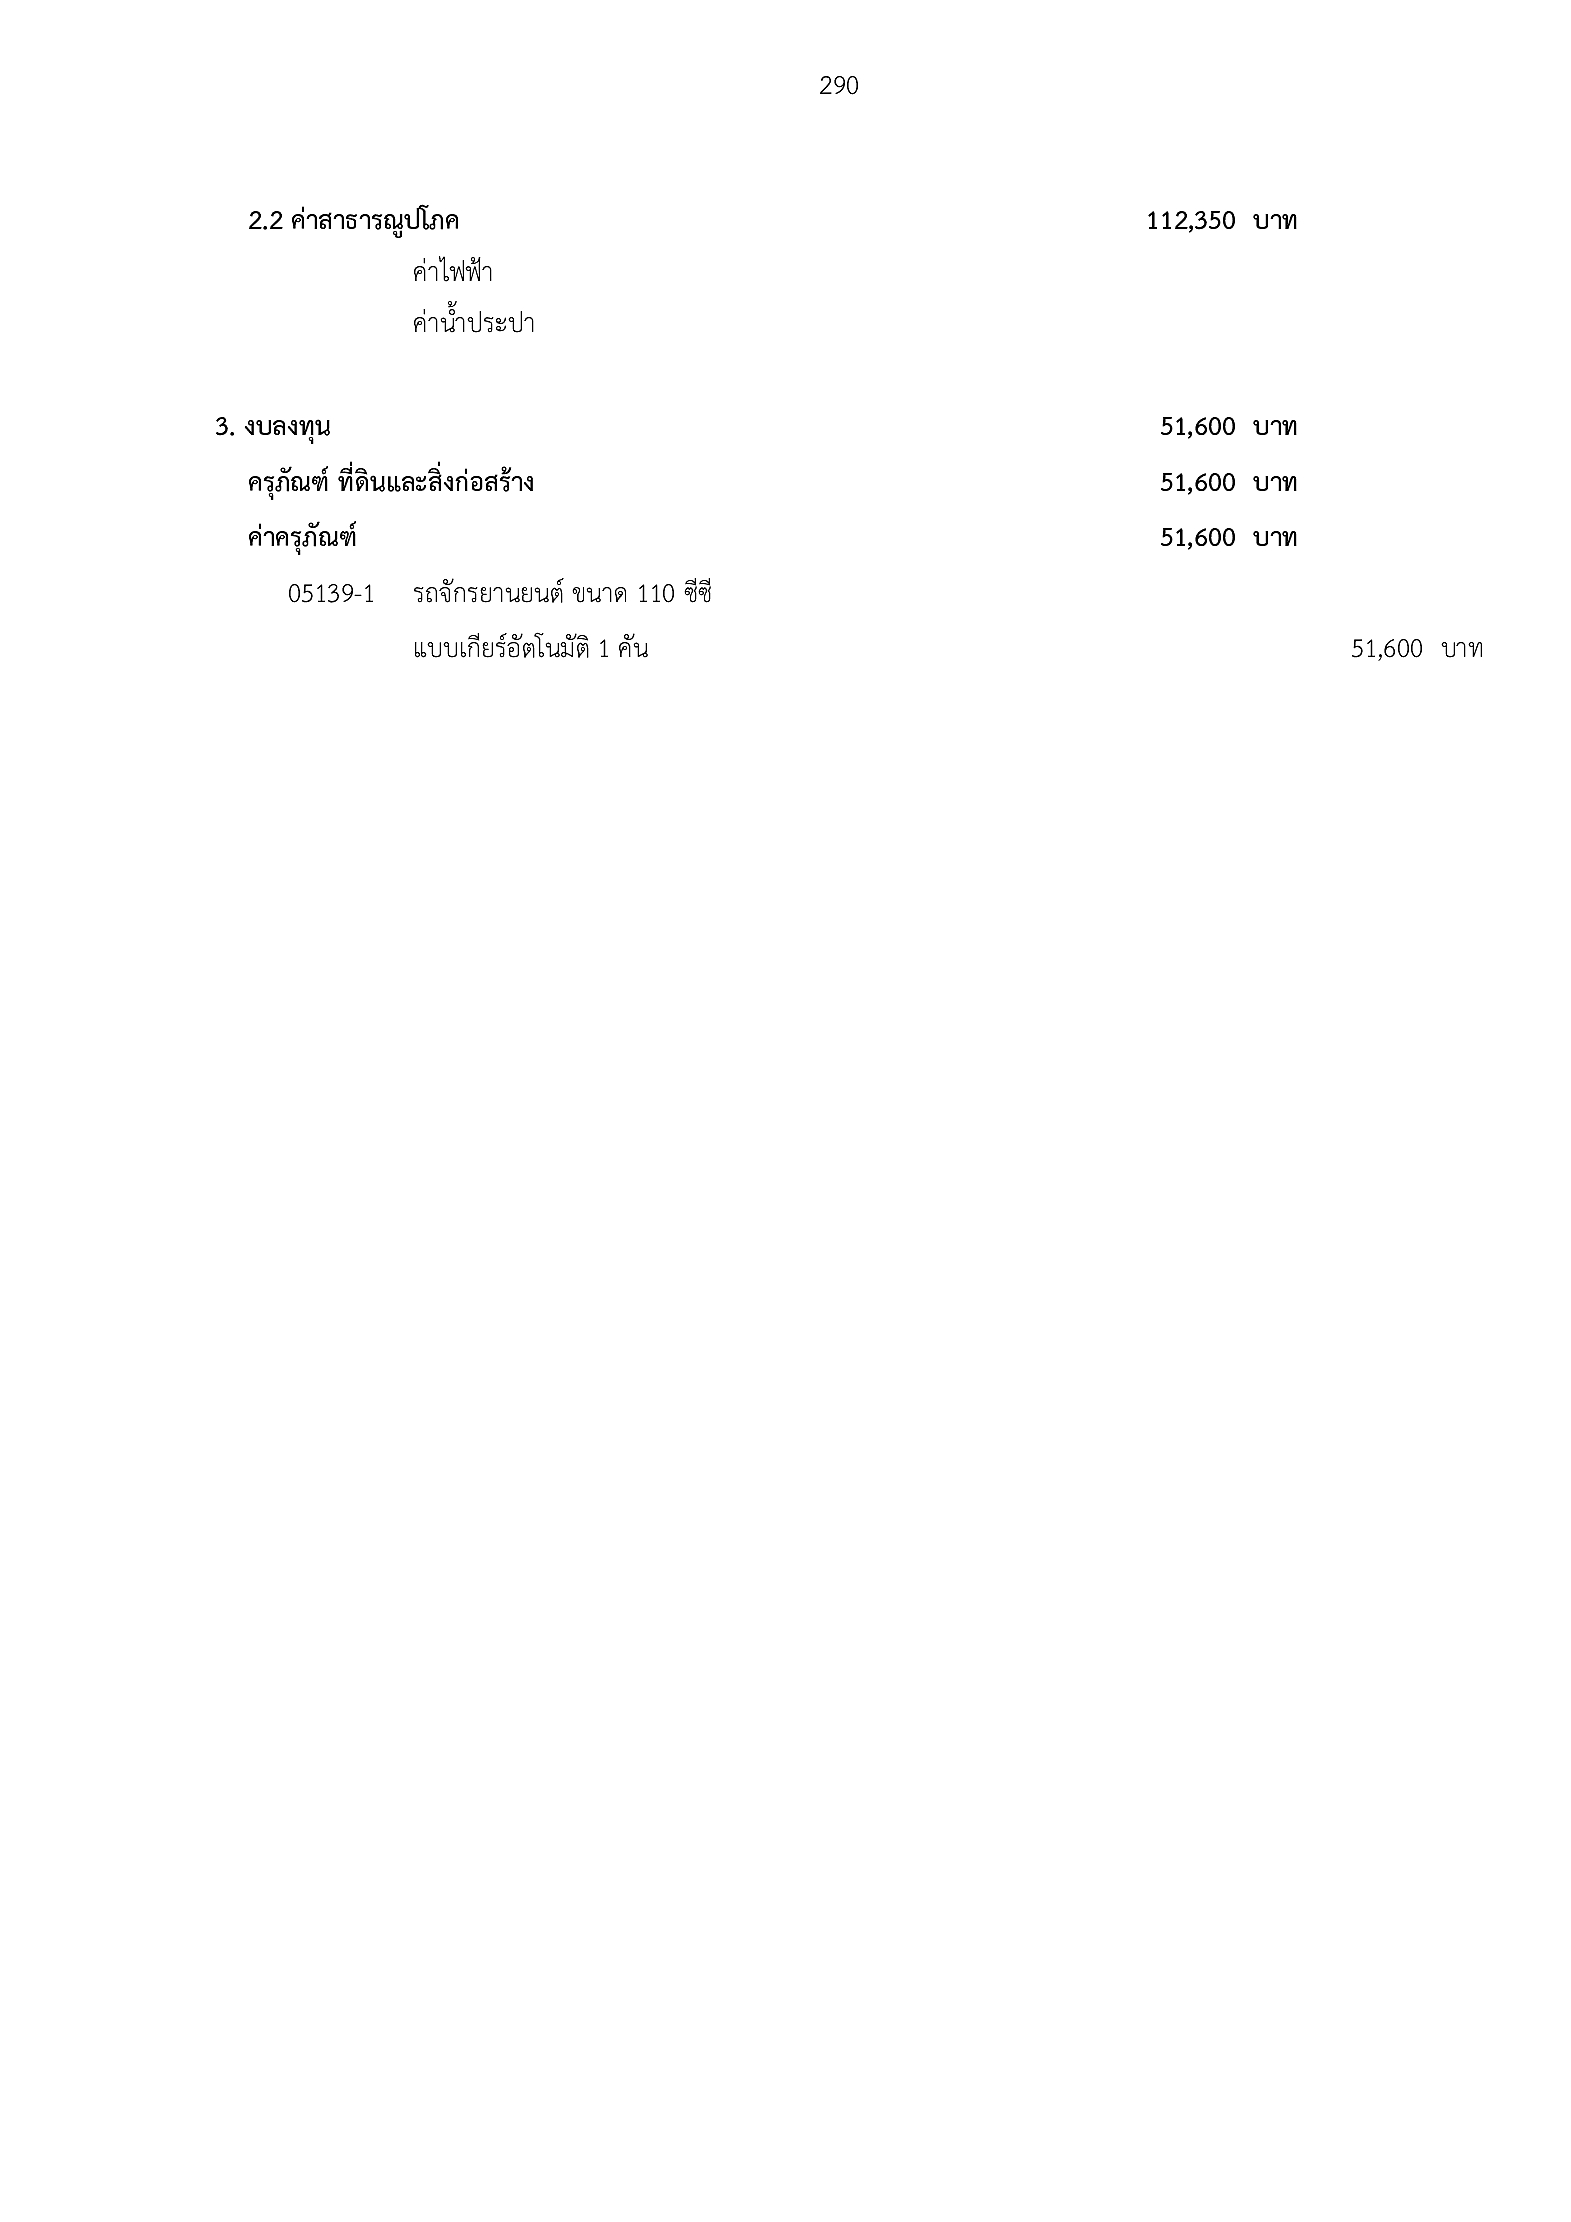 290
2.2 ค่าสาธารณูปโภค 112,350 บาท
ค่าไฟฟ้า
ค่าน้ำประปา
3. งบลงทุน 51,600 บาท
ครุภัณฑ์ ที่ดินและสิ่งก่อสร้าง 51,600 บาท
ค่าครุภัณฑ์ 51,600 บาท
05139-1 รถจักรยานยนต์ ขนาด 110 ซีซี
แบบเกียร์อัตโนมัติ 1 คัน 51,600 บาท